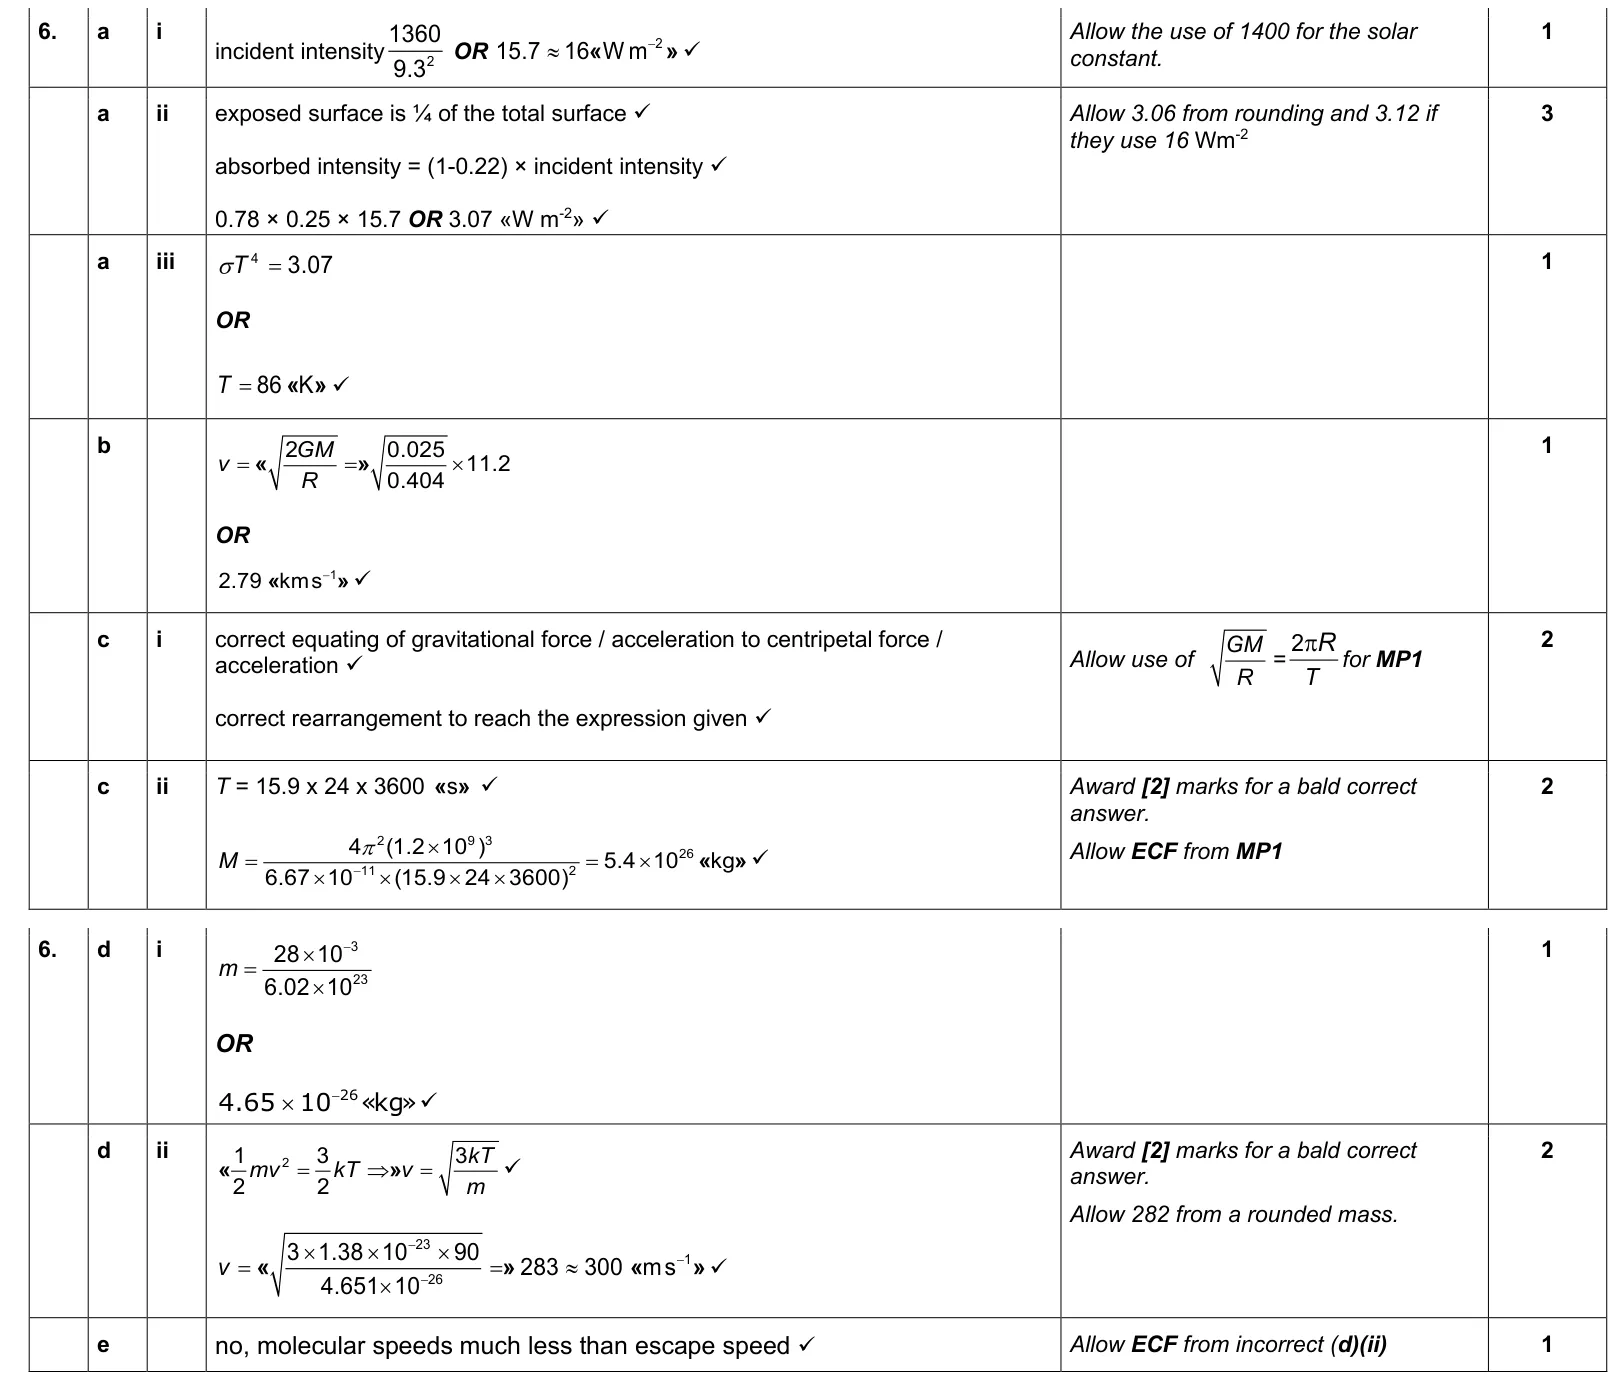 6. a i incident intensity 1360/9.3² OR 15.7 ≈ 16«W m⁻²» ✓ Allow the use of 1400 for the solar 1
constant.
a ii exposed surface is ¼ of the total surface ✓ Allow 3.06 from rounding and 3.12 if 3
they use 16 Wm⁻²
absorbed intensity = (1-0.22) × incident intensity ✓
0.78 × 0.25 × 15.7 OR 3.07 «W m⁻²» ✓
a iii σT⁴ = 3.07 1
OR
T = 86 «K» ✓
b v = «√(2GM/R) =» √(0.025/0.404) × 11.2 1
OR
2.79 «km s⁻¹» ✓
c i correct equating of gravitational force / acceleration to centripetal force / 2
acceleration ✓
Allow use of √(GM/R) = 2πR/T for MP1
correct rearrangement to reach the expression given ✓
c ii T = 15.9 x 24 x 3600 «s» ✓ Award [2] marks for a bald correct 2
answer.
M = 4π²(1.2×10⁹)³ / 6.67×10⁻¹¹×(15.9×24×3600)² = 5.4×10²⁶ «kg» ✓ Allow ECF from MP1
6. d i m = 28×10⁻³ / 6.02×10²³ 1
OR
4.65 × 10⁻²⁶ «kg» ✓
d ii «1/2 mv² = 3/2 kT ⇒» v = √(3kT/m) ✓ Award [2] marks for a bald correct 2
answer.
Allow 282 from a rounded mass.
v = «√(3×1.38×10⁻²³×90 / 4.651×10⁻²⁶) =» 283 ≈ 300 «m s⁻¹» ✓
e no, molecular speeds much less than escape speed ✓ Allow ECF from incorrect (d)(ii) 1